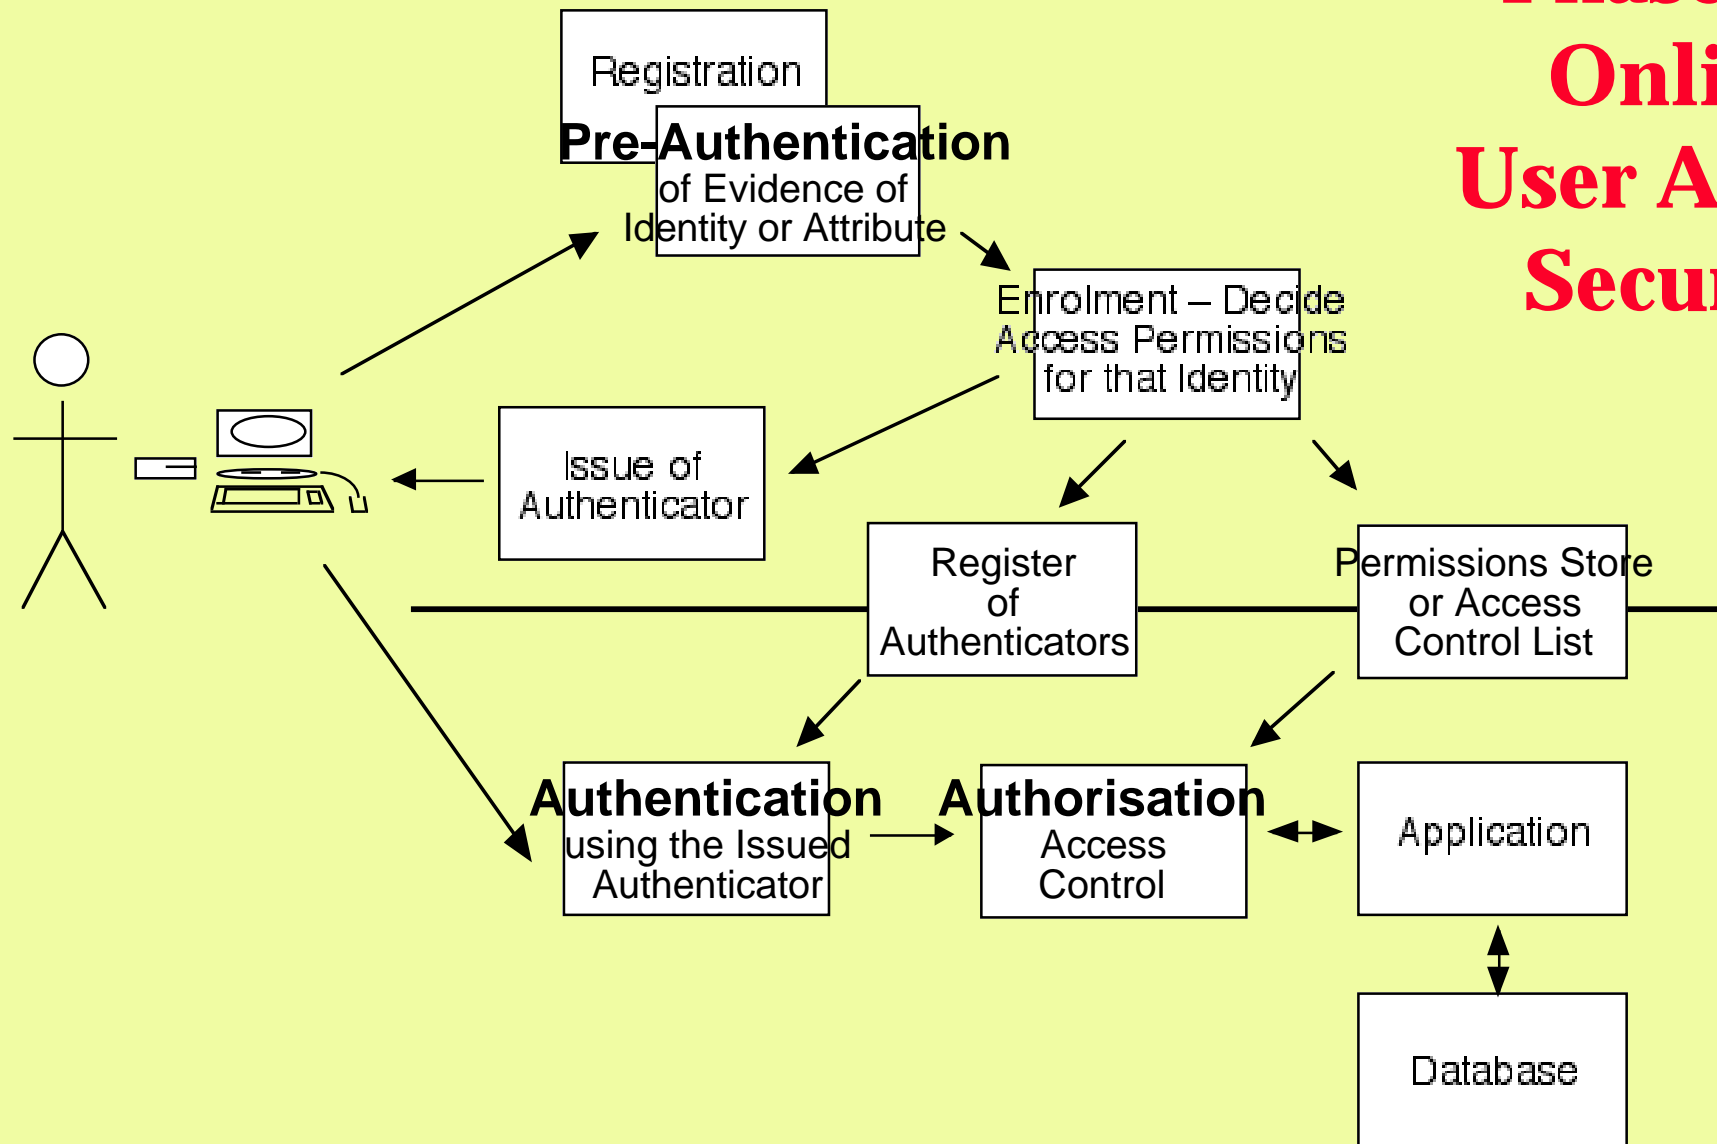 Onli
User A
Secur
Registration
Pre-Authentication
of Evidence of
Identity or Attribute
Enrolment – Decide
Access Permissions
for that Identity
Issue of
Authenticator
Register
of
Authenticators
Permissions Store
or Access
Control List
Authentication
using the Issued
Authenticator
Authorisation
Access
Control
Application
Database